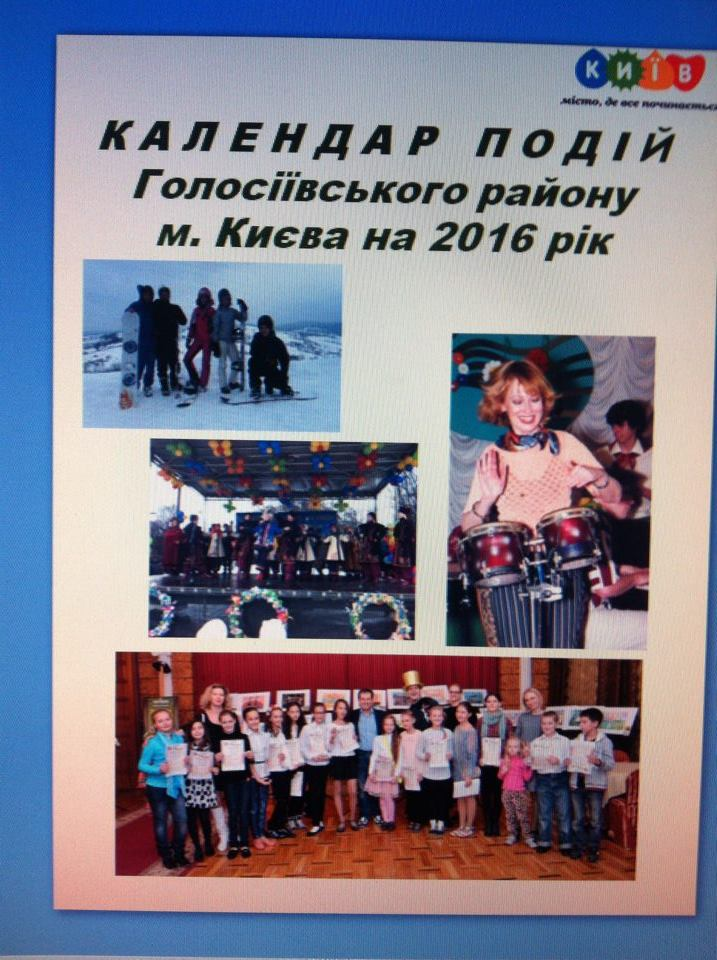 КИЇВ
місто, де все починається
КАЛЕНДАР ПОДІЙ
Голосіївського району
м. Києва на 2016 рік